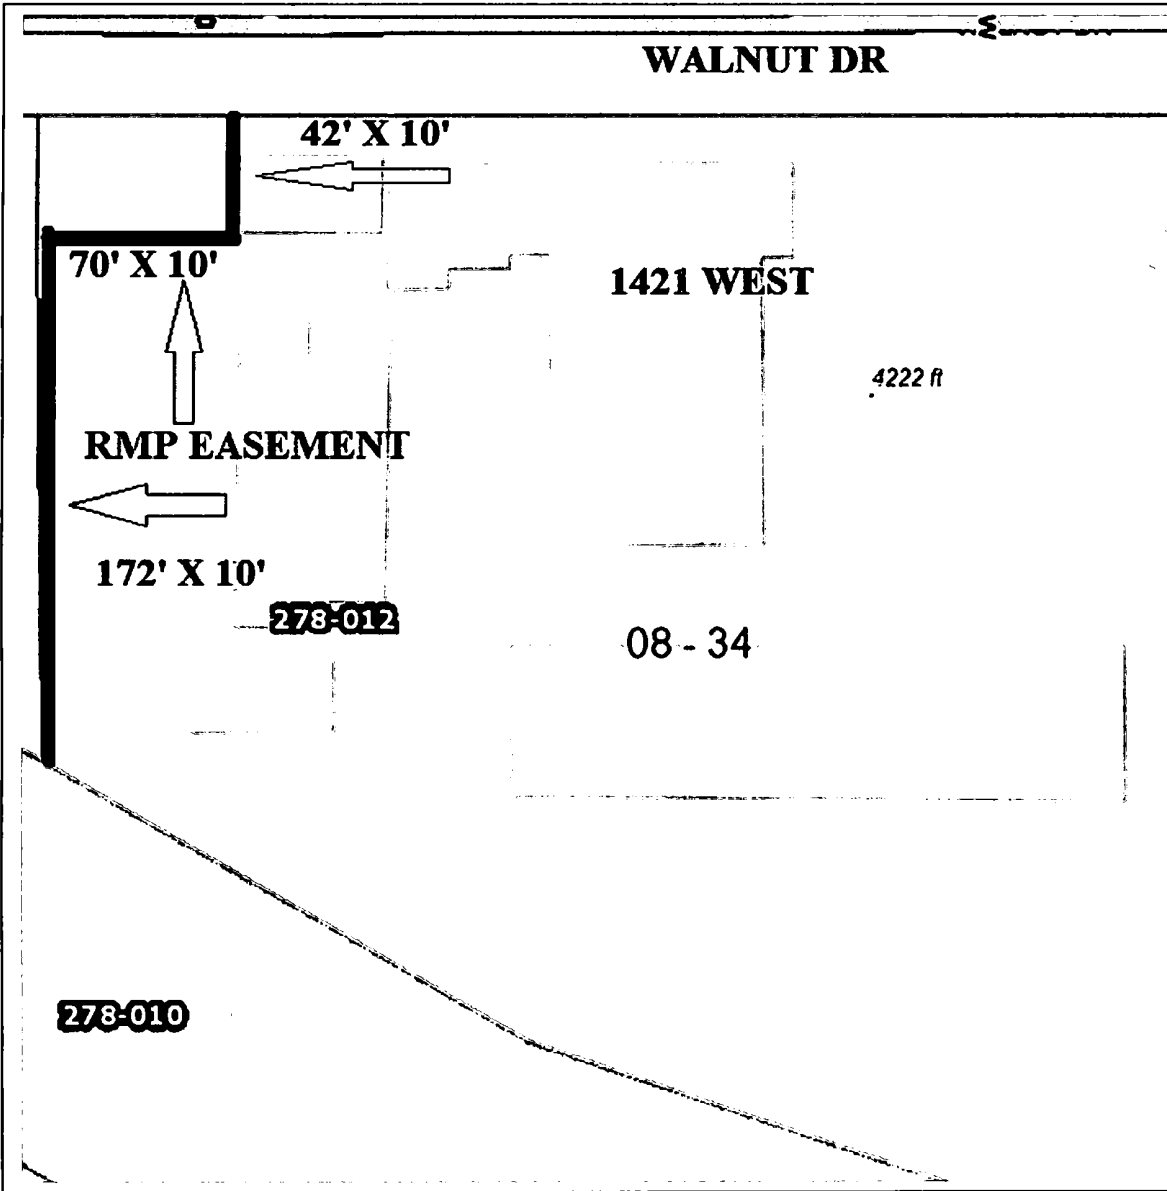 WALNUT DR
42' X 10'
70' X 10'
1421 WEST
4222 ft
RMP EASEMENT
172' X 10'
278-012
08 - 34
278-010